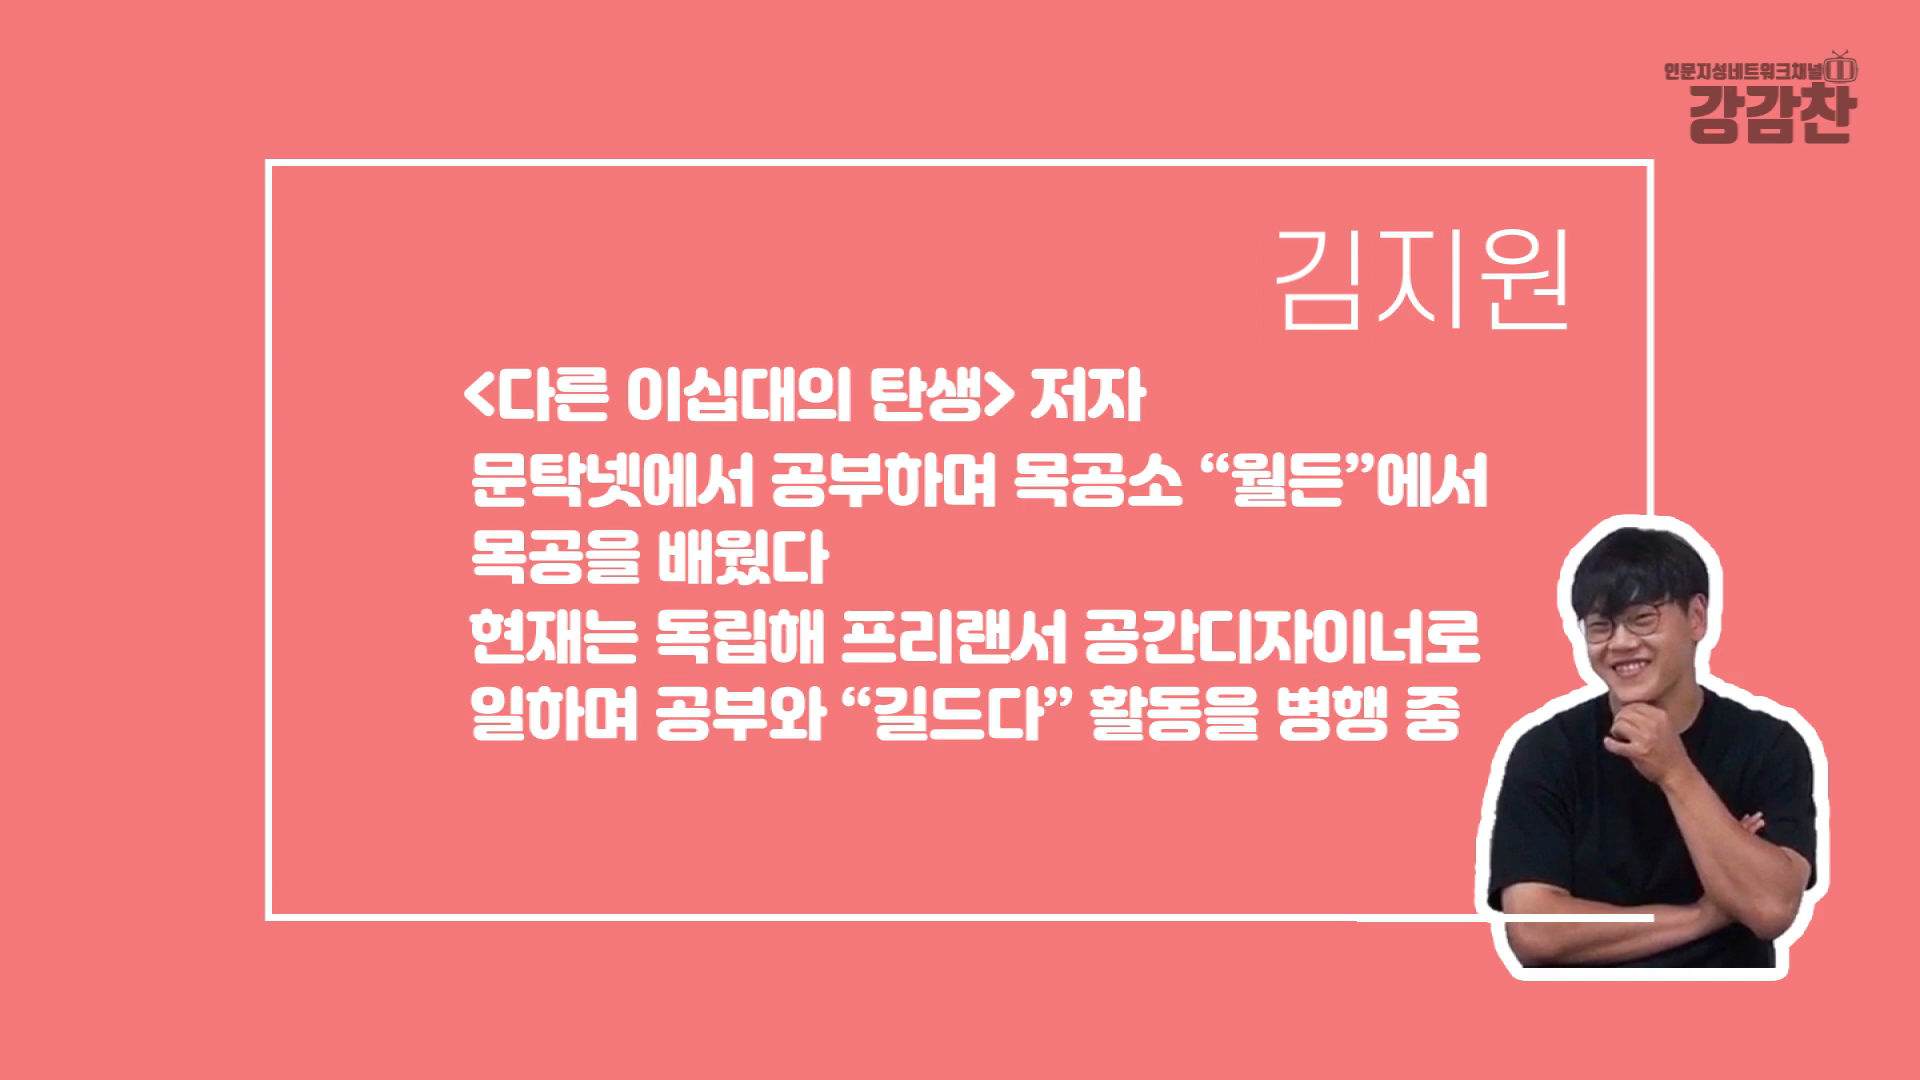 인문지성네트워크채널
강감찬
김지원
<다른 이십대의 탄생> 저자
문탁넷에서 공부하며 목공소 “월든”에서
목공을 배웠다
현재는 독립해 프리랜서 공간디자이너로
일하며 공부와 “길드다” 활동을 병행 중